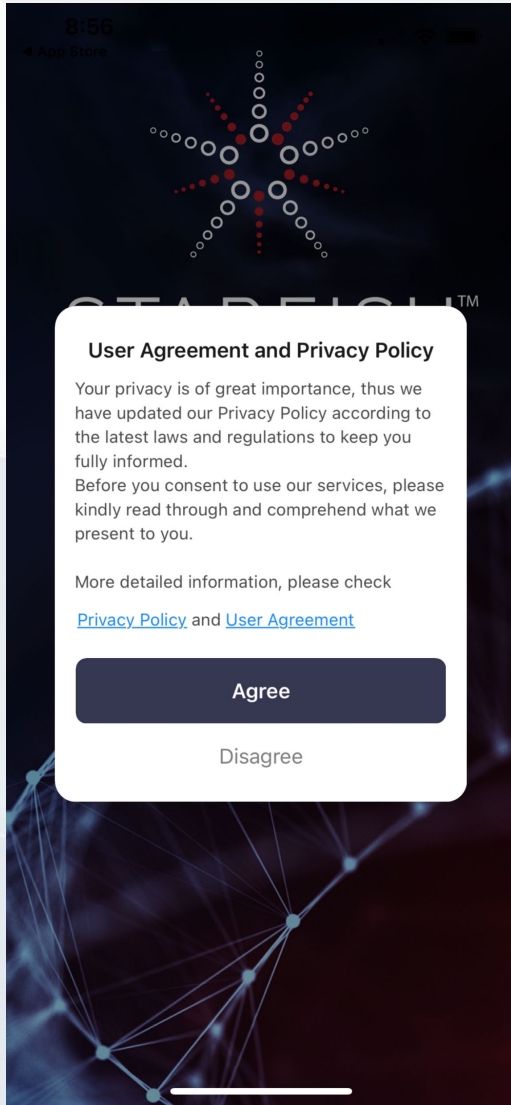 8:56
◀ App Store
STARFISH™
User Agreement and Privacy Policy
Your privacy is of great importance, thus we
have updated our Privacy Policy according to
the latest laws and regulations to keep you
fully informed.
Before you consent to use our services, please
kindly read through and comprehend what we
present to you.
More detailed information, please check
Privacy Policy and User Agreement
Agree
Disagree